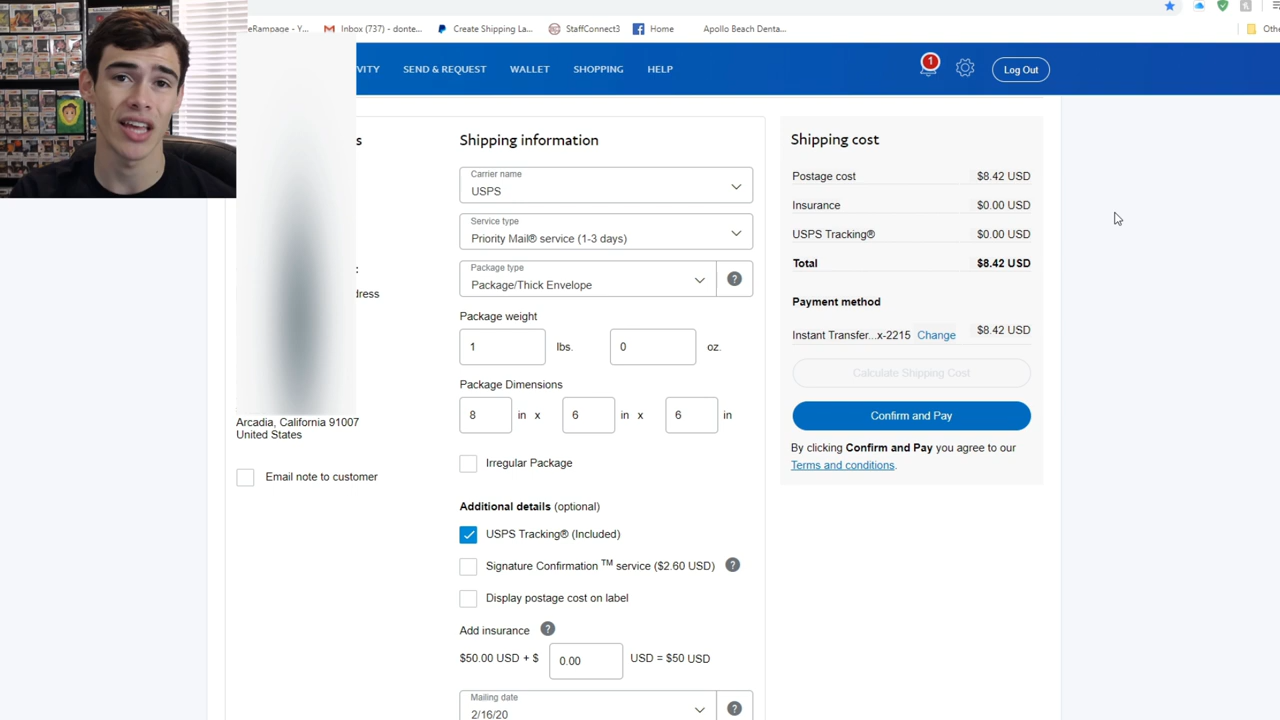 eRampage - Y... Inbox (737) - donte... Create Shipping La... StaffConnect3 Home Apollo Beach Denta... Othe
VITY SEND & REQUEST WALLET SHOPPING HELP 1 Log Out
s
:
dress
Arcadia, California 91007
United States
Email note to customer
Shipping information
Carrier name
USPS
Service type
Priority Mail® service (1-3 days)
Package type
Package/Thick Envelope ?
Package weight
1 lbs. 0 oz.
Package Dimensions
8 in x 6 in x 6 in
Irregular Package
Additional details (optional)
USPS Tracking® (Included)
Signature Confirmation ™ service ($2.60 USD) ?
Display postage cost on label
Add insurance ?
$50.00 USD + $ 0.00 USD = $50 USD
Mailing date
2/16/20 ?
Shipping cost
Postage cost $8.42 USD
Insurance $0.00 USD
USPS Tracking® $0.00 USD
Total $8.42 USD
Payment method
Instant Transfer...x-2215 Change $8.42 USD
Calculate Shipping Cost
Confirm and Pay
By clicking Confirm and Pay you agree to our
Terms and conditions.